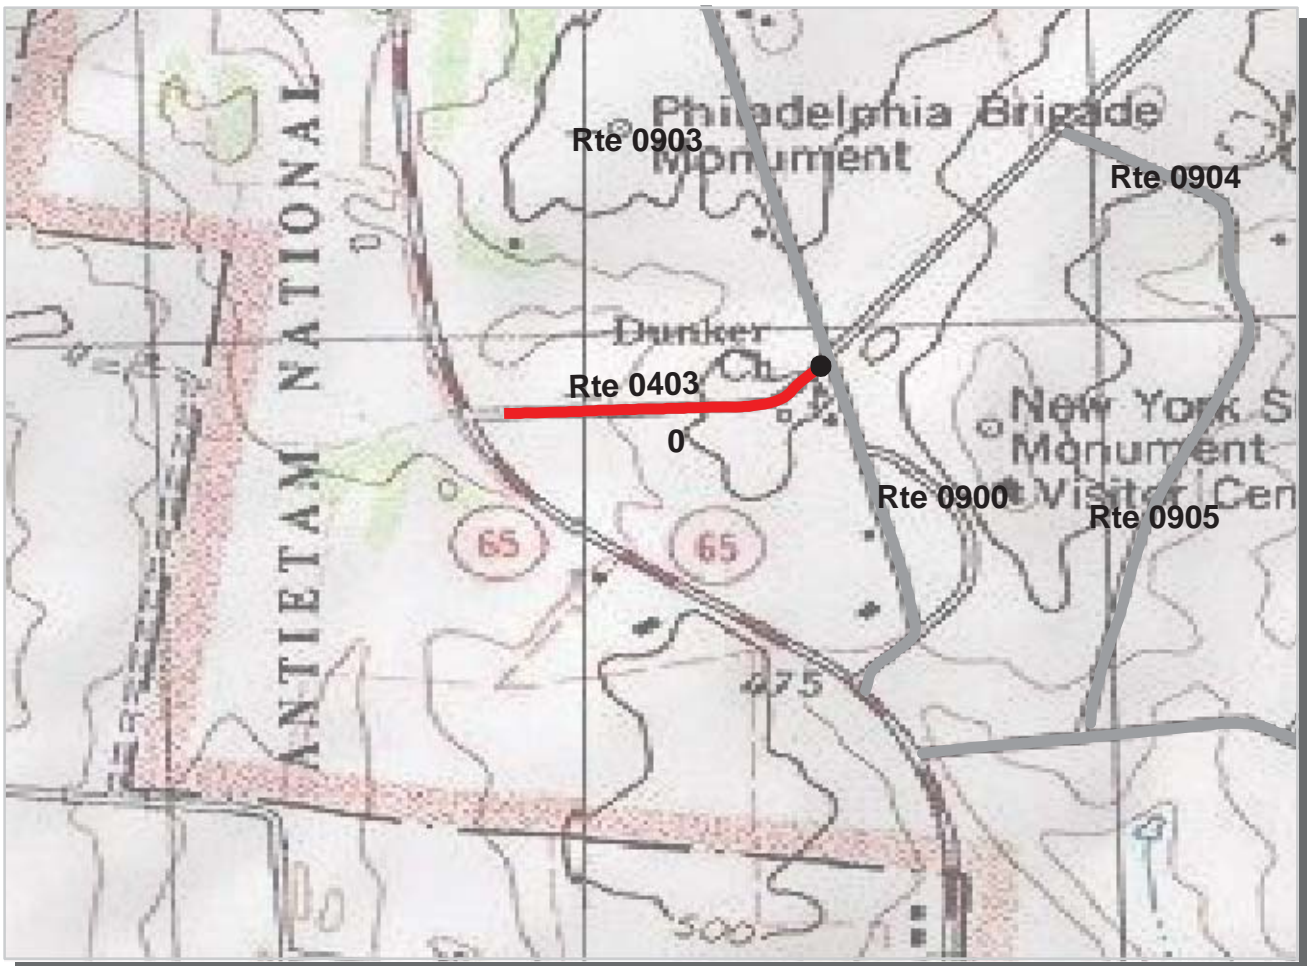 Philadelphia Brigade
Monument
Rte 0903
Rte 0904
ANTIETAM NATIONAL
Dunker
Ch
Rte 0403
0
New York S
Monument
Visitor Cen
Rte 0900
Rte 0905
65
65
475
500